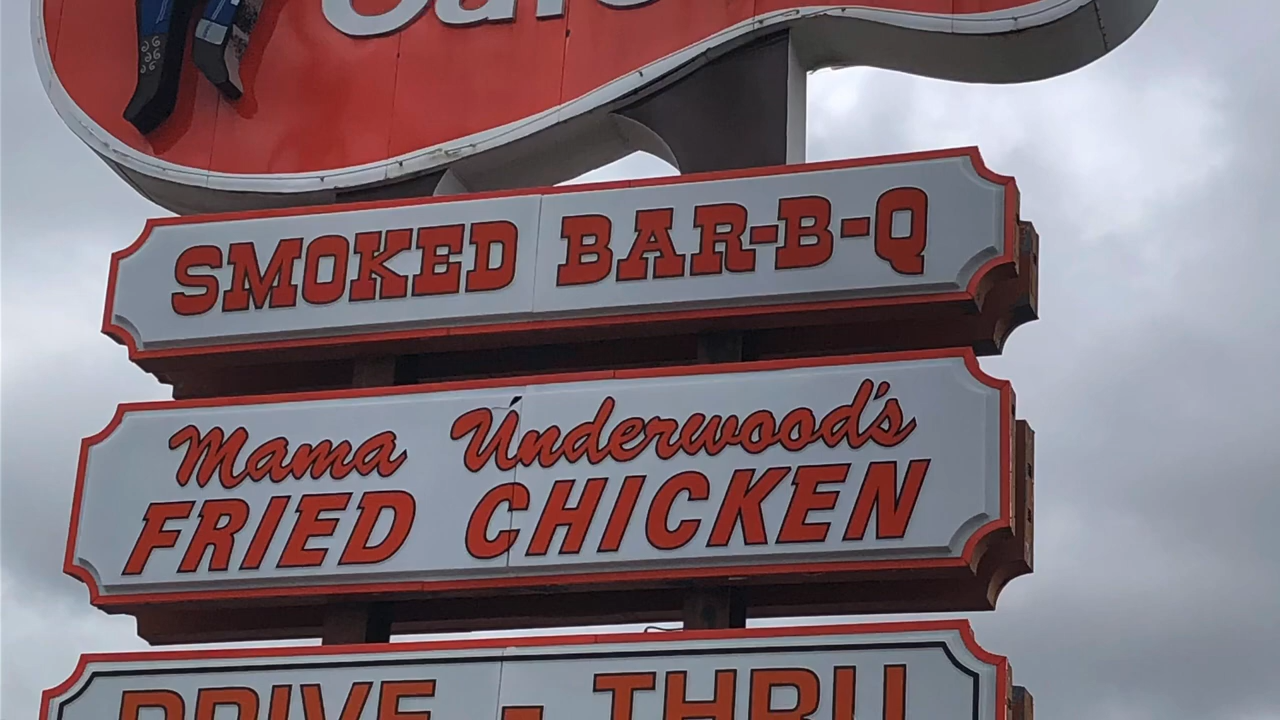 SMOKED BAR-B-Q
Mama Underwood's
FRIED CHICKEN
DRIVE - THRU